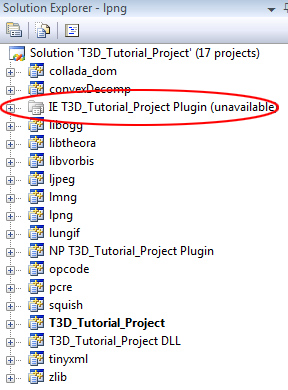 Solution Explorer - lpng
Solution 'T3D_Tutorial_Project' (17 projects)
collada_dom
convexDecomp
IE T3D_Tutorial_Project Plugin (unavailable
libogg
libtheora
libvorbis
ljpeg
lmng
lpng
lungif
NP T3D_Tutorial_Project Plugin
opcode
pcre
squish
T3D_Tutorial_Project
T3D_Tutorial_Project DLL
tinyxml
zlib